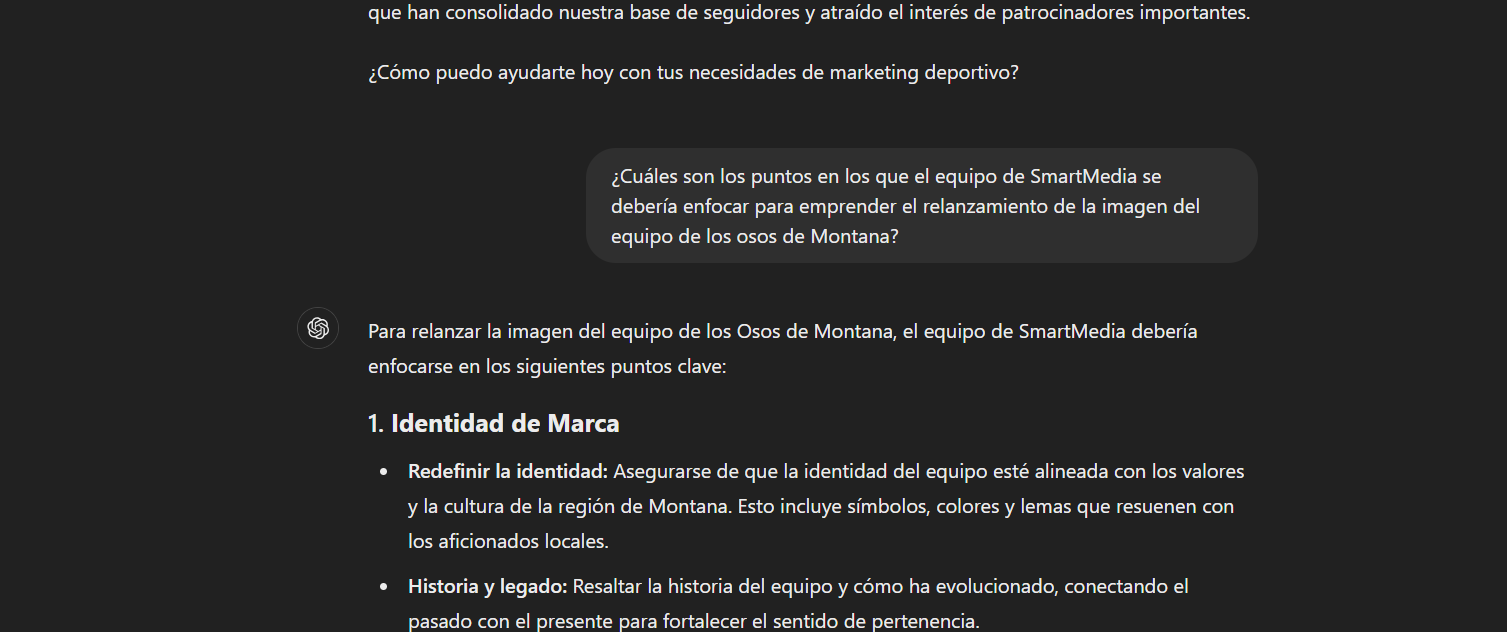 que han consolidado nuestra base de seguidores y atraído el interés de patrocinadores importantes.
¿Cómo puedo ayudarte hoy con tus necesidades de marketing deportivo?
¿Cuáles son los puntos en los que el equipo de SmartMedia se
debería enfocar para emprender el relanzamiento de la imagen del
equipo de los osos de Montana?
Para relanzar la imagen del equipo de los Osos de Montana, el equipo de SmartMedia debería
enfocarse en los siguientes puntos clave:
1. Identidad de Marca
• Redefinir la identidad: Asegurarse de que la identidad del equipo esté alineada con los valores
y la cultura de la región de Montana. Esto incluye símbolos, colores y lemas que resuenen con
los aficionados locales.
• Historia y legado: Resaltar la historia del equipo y cómo ha evolucionado, conectando el
pasado con el presente para fortalecer el sentido de pertenencia.